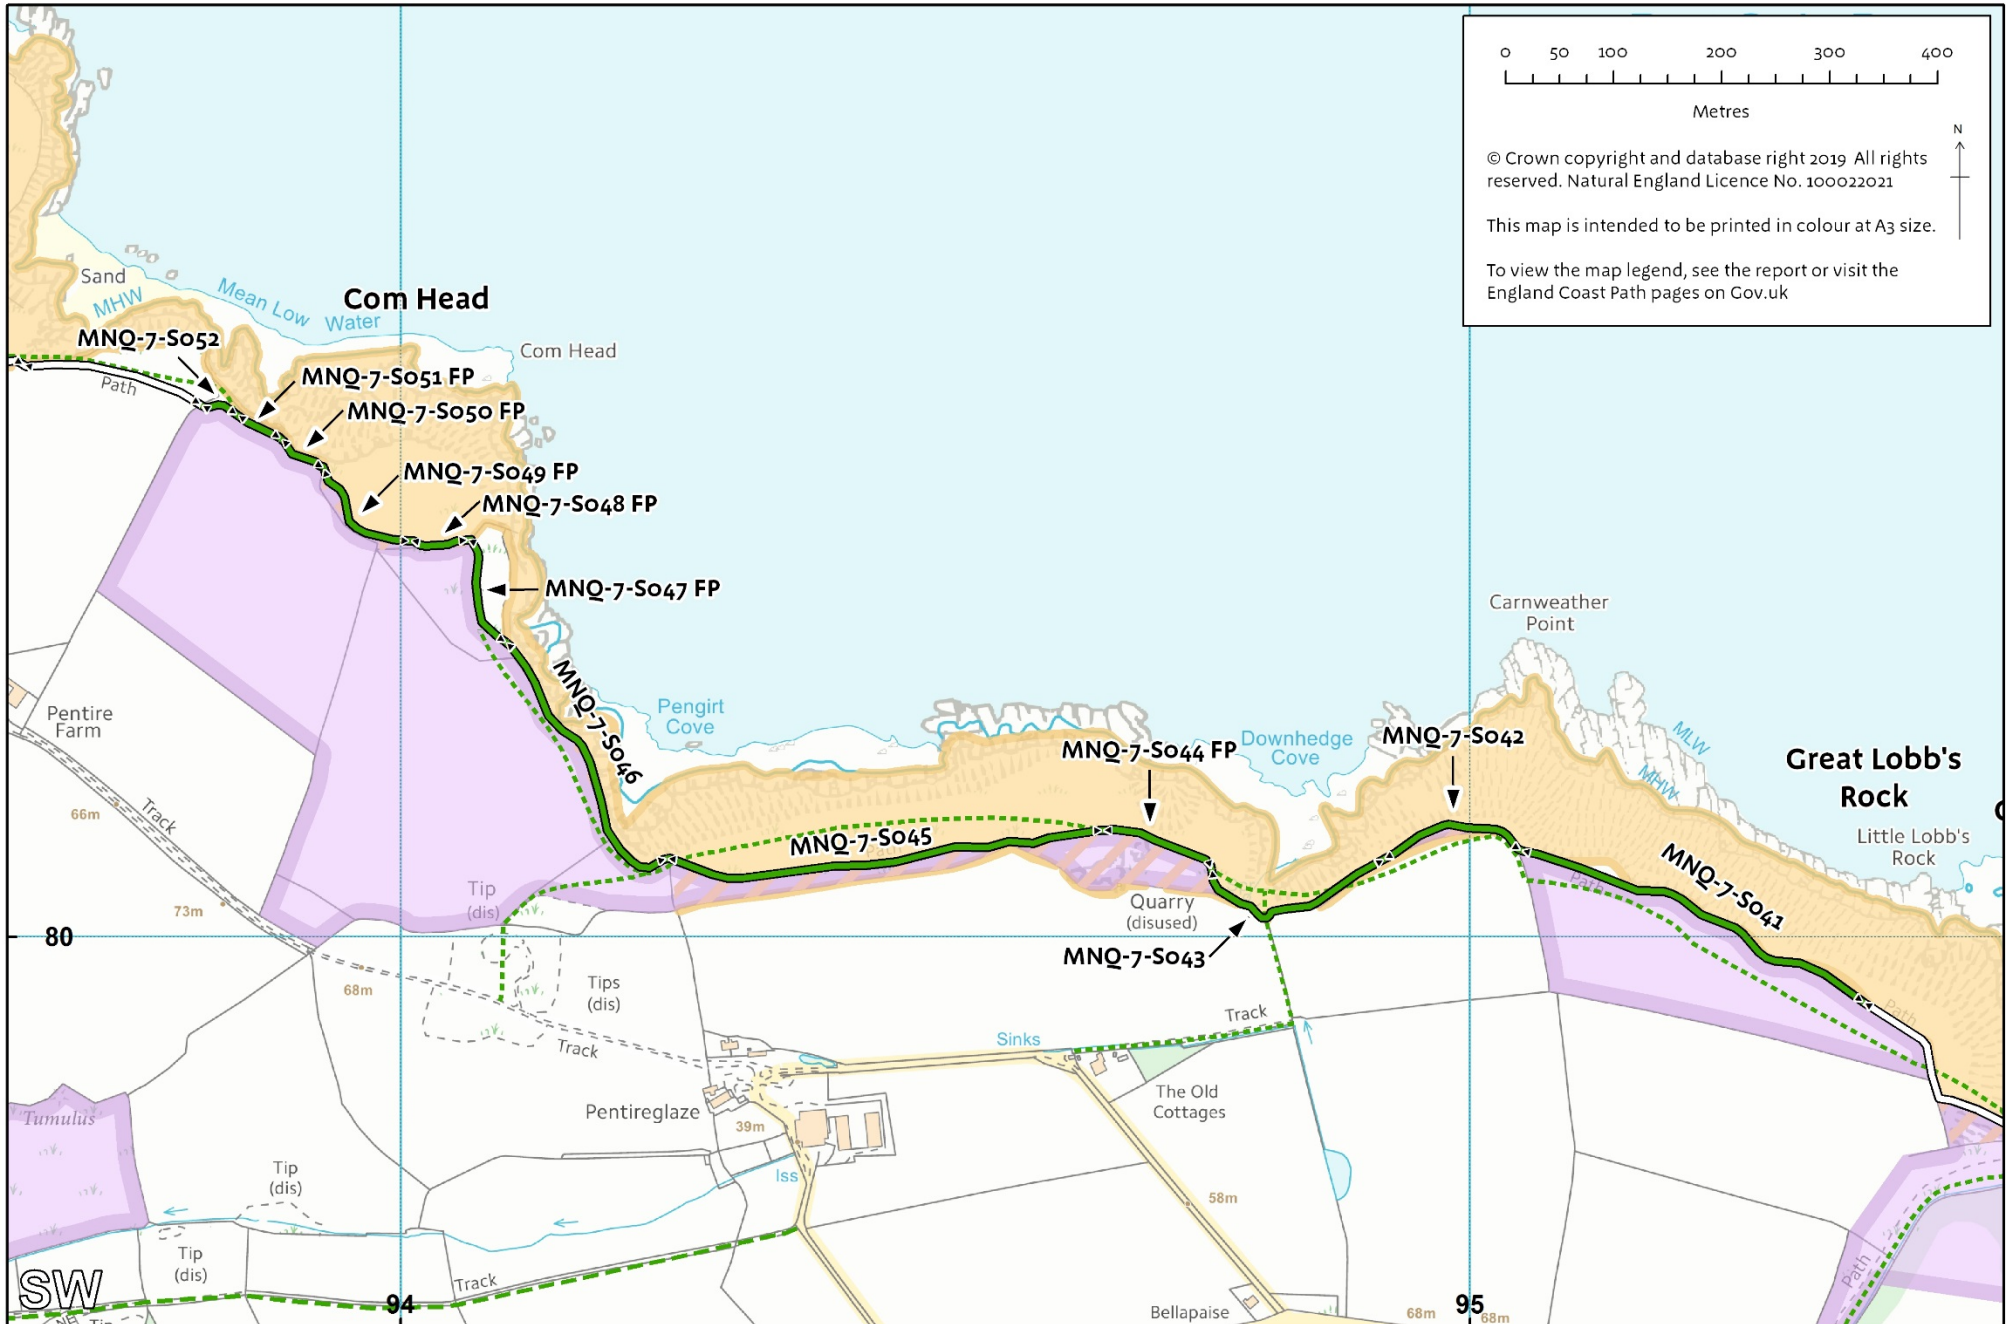 0 50 100 200 300 400
Metres
N
© Crown copyright and database right 2019 All rights
reserved. Natural England Licence No. 100022021
This map is intended to be printed in colour at A3 size.
To view the map legend, see the report or visit the
England Coast Path pages on Gov.uk
Sand
MHW
Mean Low
Water
Com Head
Com Head
MNQ-7-S052
MNQ-7-S051 FP
Path
MNQ-7-S050 FP
MNQ-7-S049 FP
MNQ-7-S048 FP
MNQ-7-S047 FP
Carnweather
Point
MNQ-7-S046
Pengirt
Cove
Pentire
Farm
MNQ-7-S044 FP
Downhedge
Cove
MNQ-7-S042
MLW
MHW
Great Lobb's
Rock
Little Lobb's
Rock
66m
Track
MNQ-7-S045
Path
MNQ-7-S041
Path
Tip
(dis)
73m
Quarry
(disused)
80
MNQ-7-S043
68m
Tips
(dis)
Path
Track
Sinks
Track
The Old
Cottages
Pentireglaze
39m
Tumulus
Iss
Tip
(dis)
58m
Tip
(dis)
Track
Path
SW
94
Bellapaise
68m
95
68m
Tip